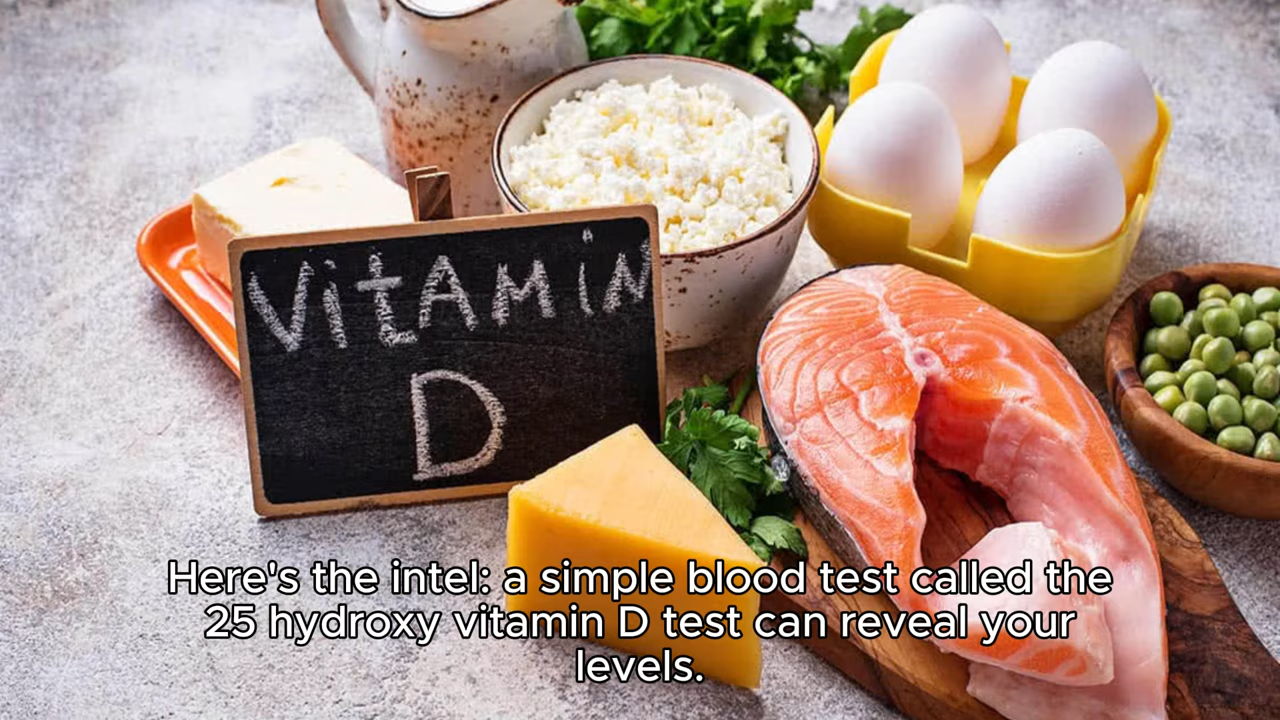 VitAMiN
D
Here's the intel: a simple blood test called the
25 hydroxy vitamin D test can reveal your
levels.